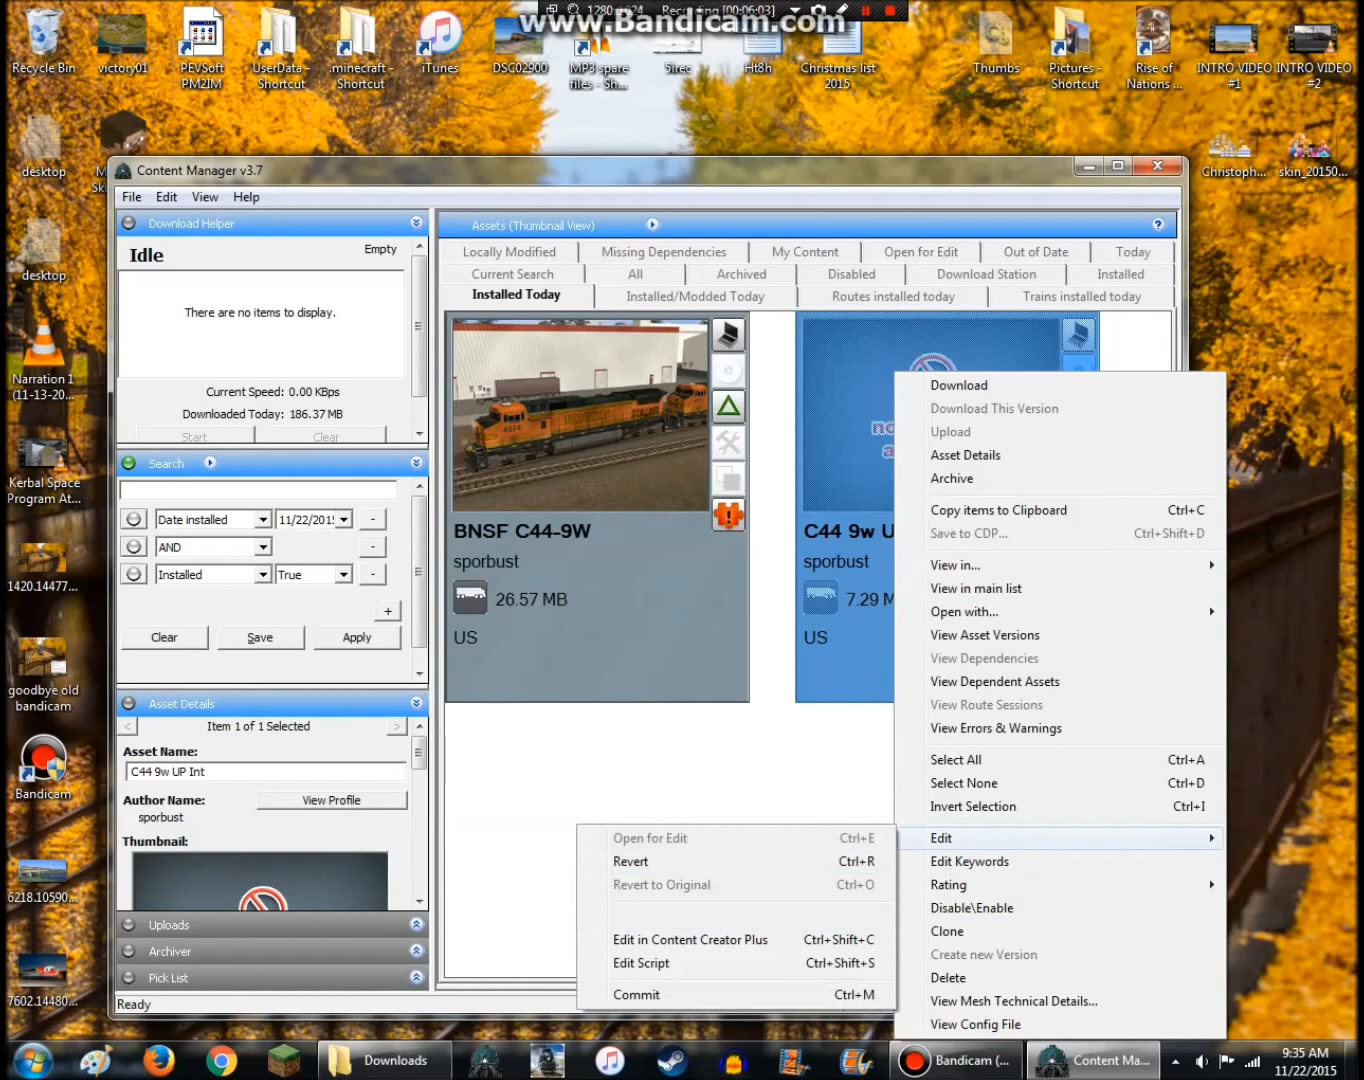 1280x1024 Recording [00:06:03]
www.Bandicam.com
Recycle Bin
victory01
PEVSoft PM2IM
UserData - Shortcut
.minecraft - Shortcut
iTunes
DSC02900
MP3 spare files - Sh...
5irec
Ht8h
Christmas list 2015
Thumbs
Pictures - Shortcut
Rise of Nations ...
INTRO VIDEO #1
INTRO VIDEO #2
desktop
Christoph...
skin_20150...
desktop
Narration 1 (11-13-20...
Kerbal Space Program At...
1420.14477...
goodbye old bandicam
Bandicam
6218.10590...
7602.14480...
Content Manager v3.7
File Edit View Help
Download Helper
Idle
Empty
There are no items to display.
Current Speed: 0.00 KBps
Downloaded Today: 186.37 MB
Start Clear
Search
Date installed 11/22/201 -
AND -
Installed True -
+
Clear Save Apply
Asset Details
< Item 1 of 1 Selected >
Asset Name:
C44 9w UP Int
Author Name: View Profile
sporbust
Thumbnail:
Uploads
Archiver
Pick List
Ready
Assets (Thumbnail View) ?
Locally Modified Missing Dependencies My Content Open for Edit Out of Date Today
Current Search All Archived Disabled Download Station Installed
Installed Today Installed/Modded Today Routes installed today Trains installed today
BNSF C44-9W
sporbust
26.57 MB
US
no
a
C44 9w U
sporbust
7.29 M
US
Download
Download This Version
Upload
Asset Details
Archive
Copy items to Clipboard Ctrl+C
Save to CDP... Ctrl+Shift+D
View in...
View in main list
Open with...
View Asset Versions
View Dependencies
View Dependent Assets
View Route Sessions
View Errors & Warnings
Select All Ctrl+A
Select None Ctrl+D
Invert Selection Ctrl+I
Edit
Edit Keywords
Rating
Disable\Enable
Clone
Create new Version
Delete
View Mesh Technical Details...
View Config File
Open for Edit Ctrl+E
Revert Ctrl+R
Revert to Original Ctrl+O
Edit in Content Creator Plus Ctrl+Shift+C
Edit Script Ctrl+Shift+S
Commit Ctrl+M
Downloads
Bandicam (...
Content Ma...
9:35 AM
11/22/2015